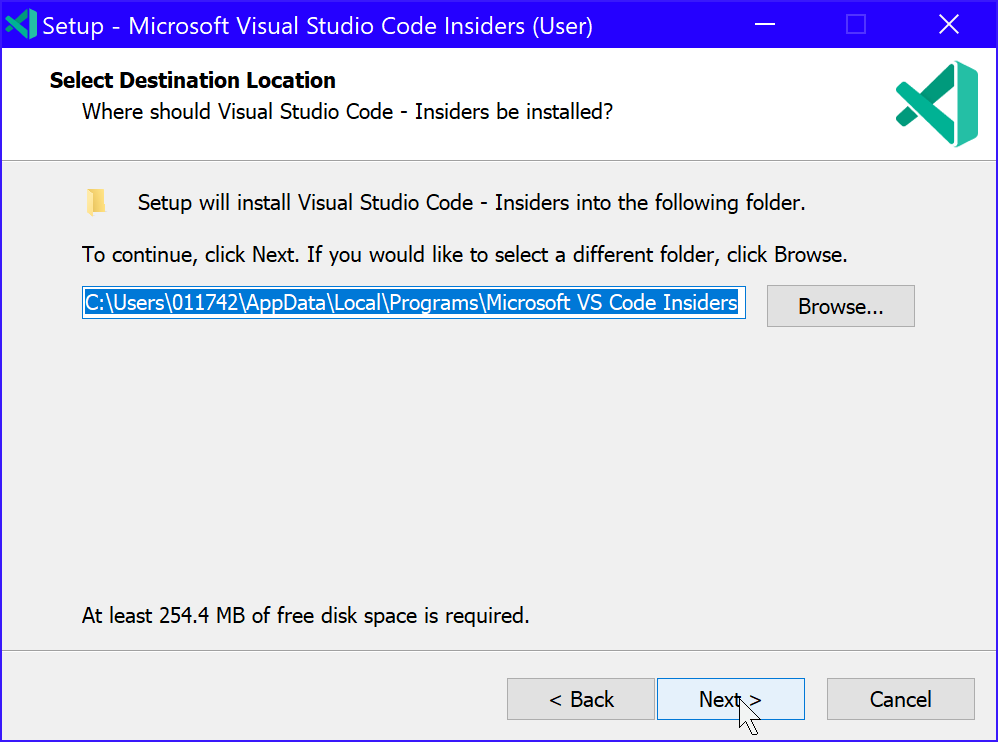 Setup - Microsoft Visual Studio Code Insiders (User)
Select Destination Location
Where should Visual Studio Code - Insiders be installed?
Setup will install Visual Studio Code - Insiders into the following folder.
To continue, click Next. If you would like to select a different folder, click Browse.
C:\Users\011742\AppData\Local\Programs\Microsoft VS Code Insiders
Browse...
At least 254.4 MB of free disk space is required.
< Back
Next >
Cancel